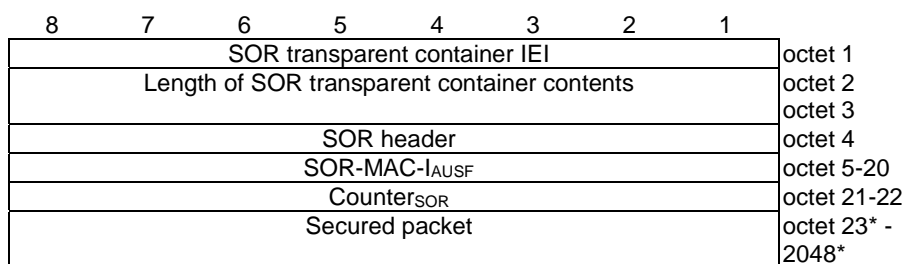 8 7 6 5 4 3 2 1
SOR transparent container IEI octet 1
Length of SOR transparent container contents octet 2
octet 3
SOR header octet 4
SOR-MAC-IAUSF octet 5-20
CounterSOR octet 21-22
Secured packet octet 23* -
2048*